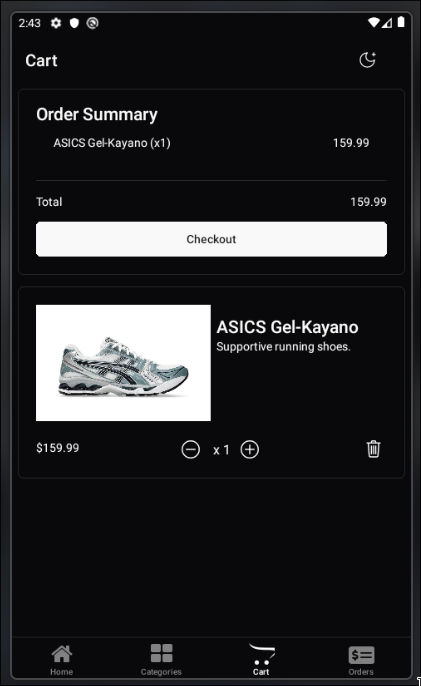 2:43
Cart
Order Summary
ASICS Gel-Kayano (x1) 159.99
Total 159.99
Checkout
ASICS Gel-Kayano
Supportive running shoes.
$159.99 x 1
Home Categories Cart Orders